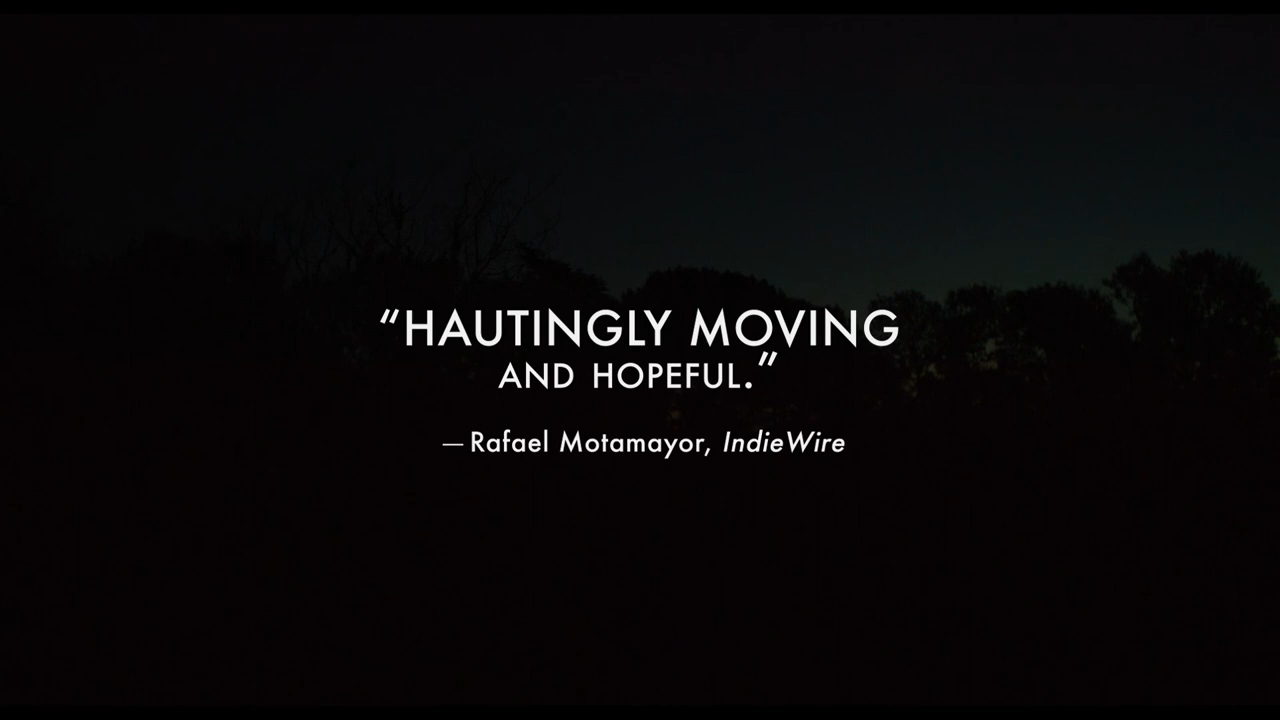 “HAUTINGLY MOVING
AND HOPEFUL.”
—Rafael Motamayor, IndieWire